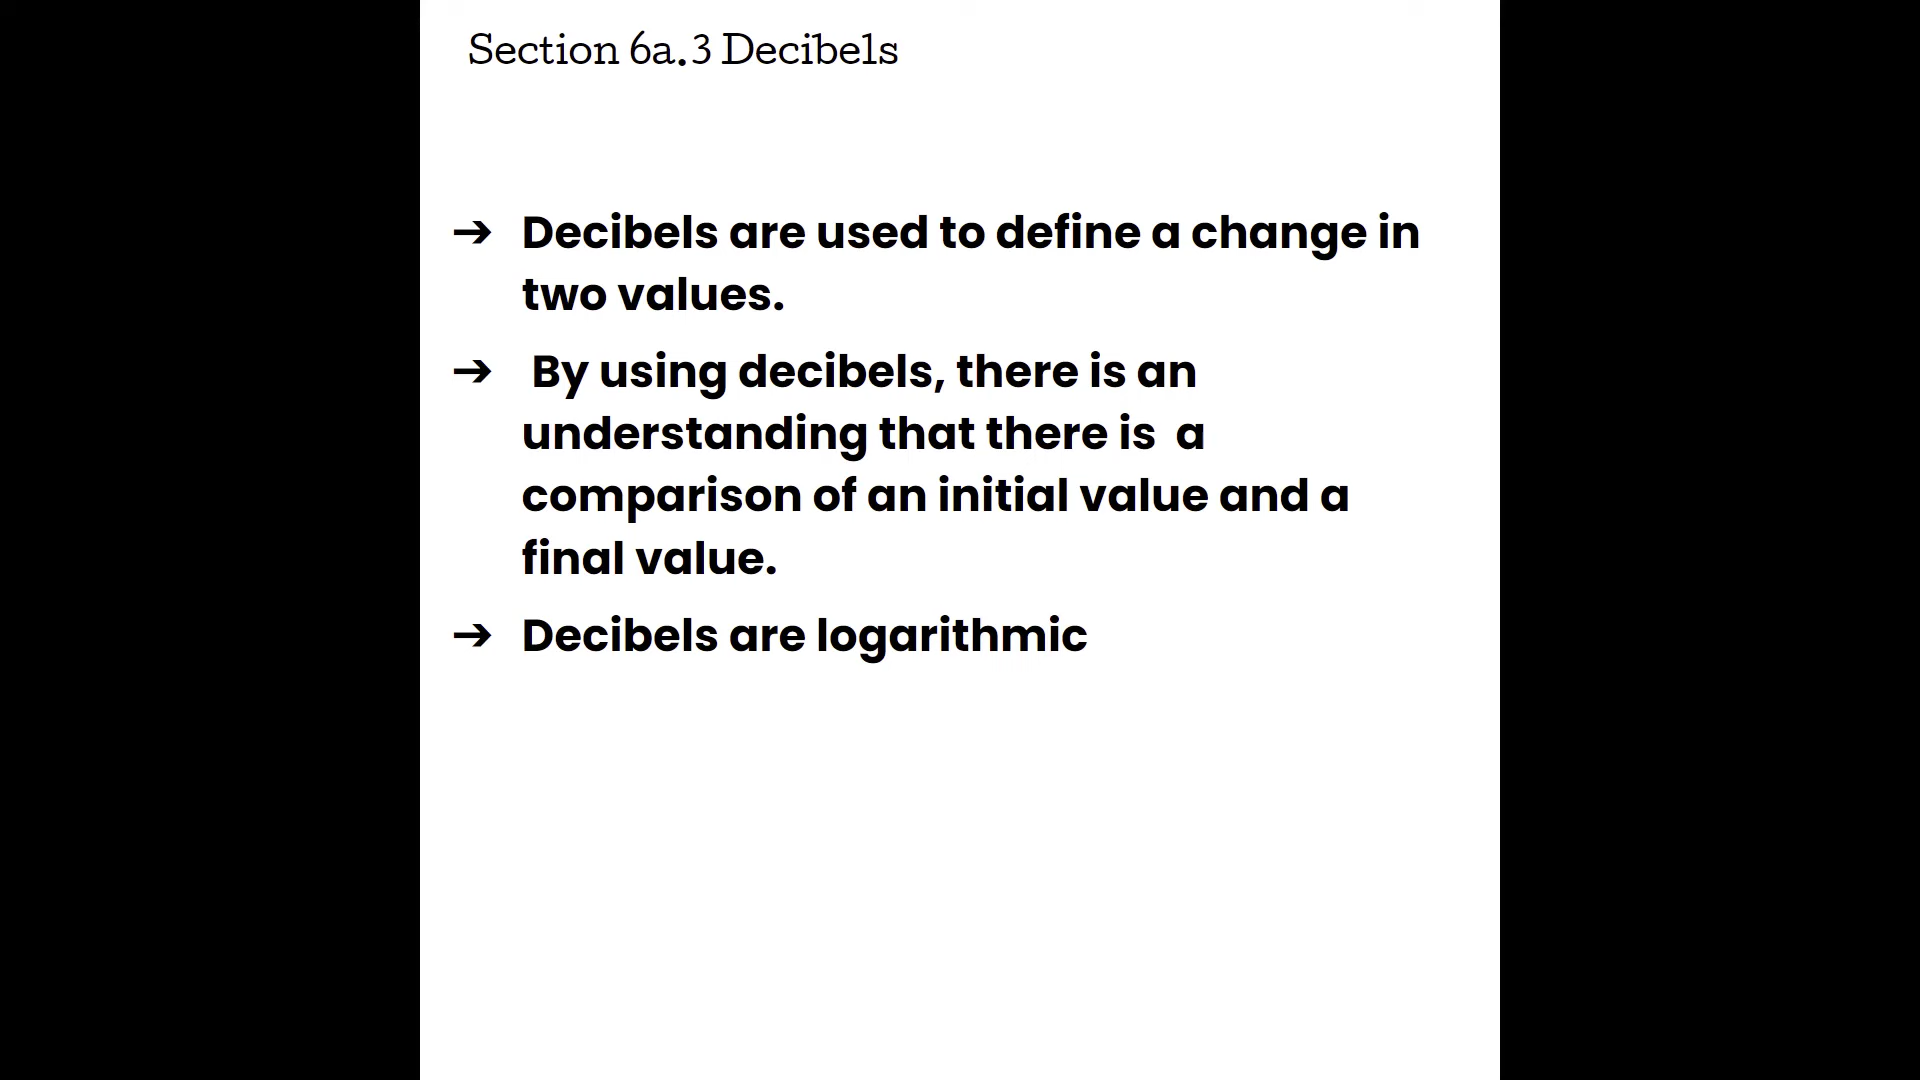 Section 6a.3 Decibels
➔ Decibels are used to define a change in
two values.
➔ By using decibels, there is an
understanding that there is  a
comparison of an initial value and a
final value.
➔ Decibels are logarithmic